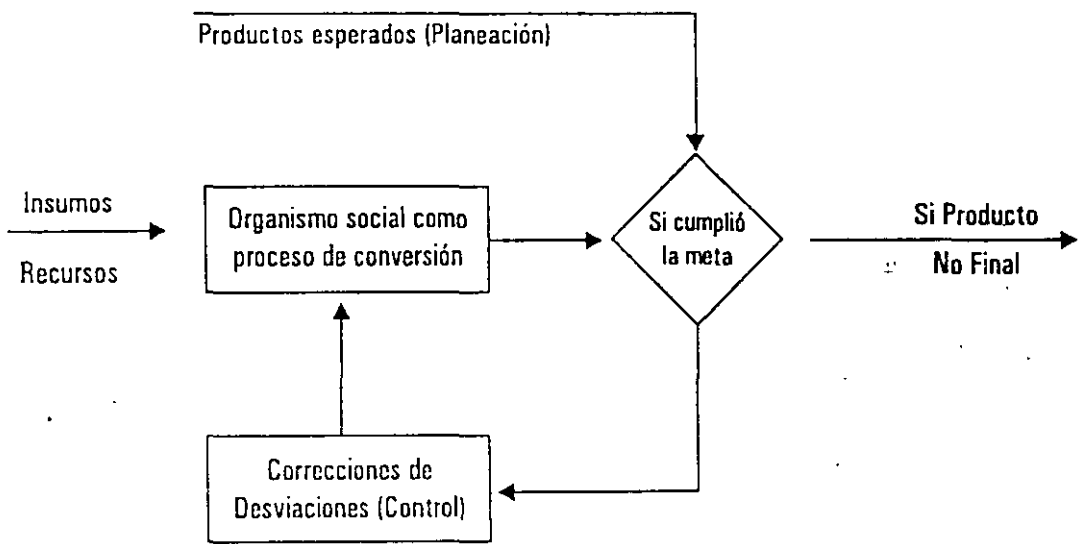 Productos esperados (Planeación)
Insumos
Recursos
Organismo social como
proceso de conversión
Si cumplió
la meta
Si Producto
No Final
Correcciones de
Desviaciones (Control)